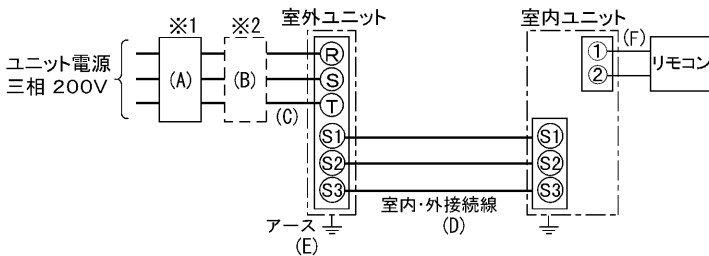 ※1
※2
室外ユニット
室内ユニット
ユニット電源
三相 200V
(A)
(B)
(C)
R
S
T
S1
S2
S3
① 
②
(F)
リモコン
S1
S2
S3
室内・外接続線
(D)
アース
(E)